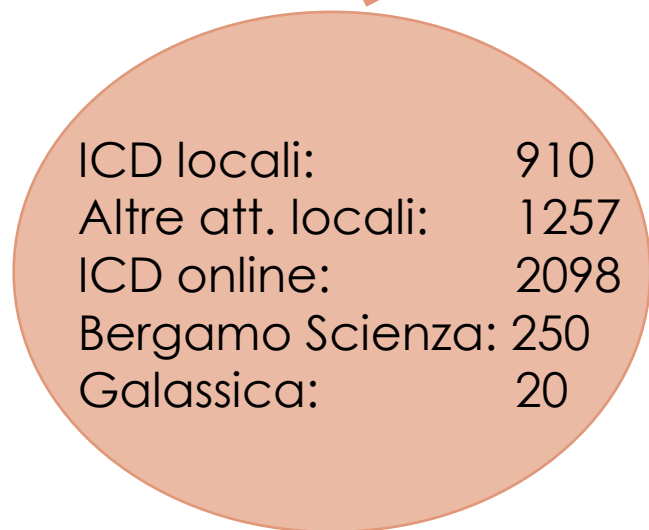 ICD locali: 910
Altre att. locali: 1257
ICD online: 2098
Bergamo Scienza: 250
Galassica: 20